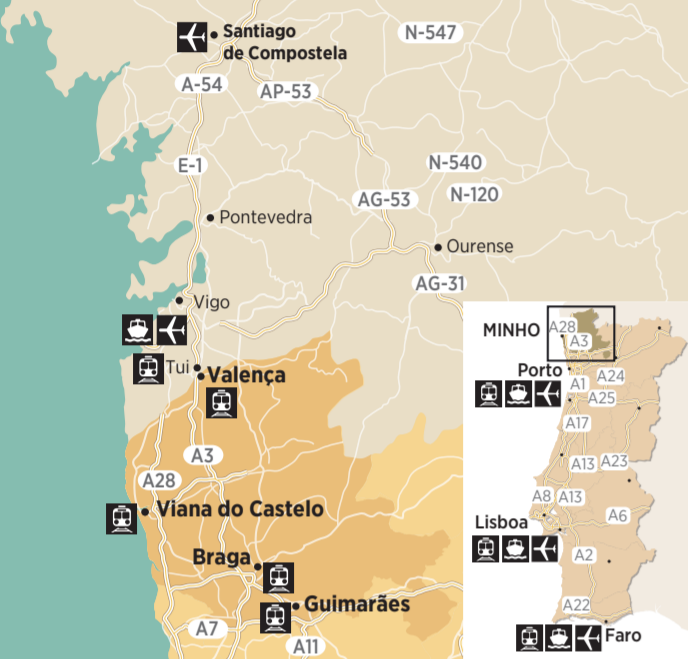 Santiago
de Compostela
N-547
A-54
AP-53
E-1
N-540
N-120
AG-53
Pontevedra
Ourense
AG-31
Vigo
Tui
Valença
A3
A28
Viana do Castelo
Braga
Guimarães
A7
A11
MINHO
A28
A3
Porto
A1
A24
A25
A17
A13
A23
A8
A13
Lisboa
A6
A2
A22
Faro